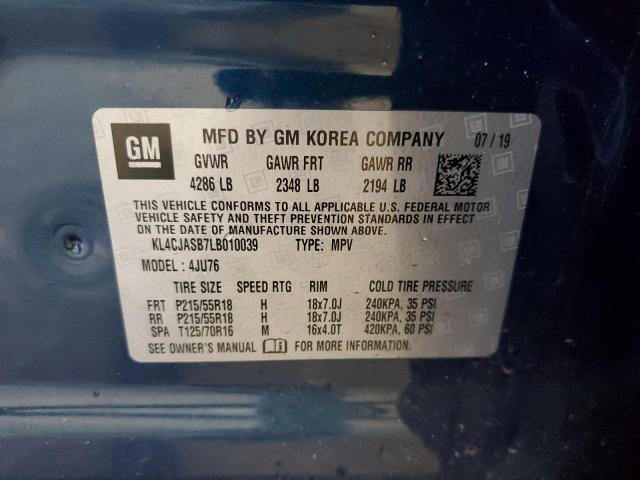 GM
MFD BY GM KOREA COMPANY 07/19
GVWR GAWR FRT GAWR RR
4286 LB 2348 LB 2194 LB
THIS VEHICLE CONFORMS TO ALL APPLICABLE U.S. FEDERAL MOTOR
VEHICLE SAFETY AND THEFT PREVENTION STANDARDS IN EFFECT
ON THE DATE OF MANUFACTURE SHOWN ABOVE.
KL4CJASB7LB010039 TYPE: MPV
MODEL: 4JU76
TIRE SIZE SPEED RTG RIM COLD TIRE PRESSURE
FRT P215/55R18 H 18x7.0J 240KPA, 35 PSI
RR P215/55R18 H 18x7.0J 240KPA, 35 PSI
SPA T125/70R16 M 16x4.0T 420KPA, 60 PSI
SEE OWNER'S MANUAL FOR MORE INFORMATION.